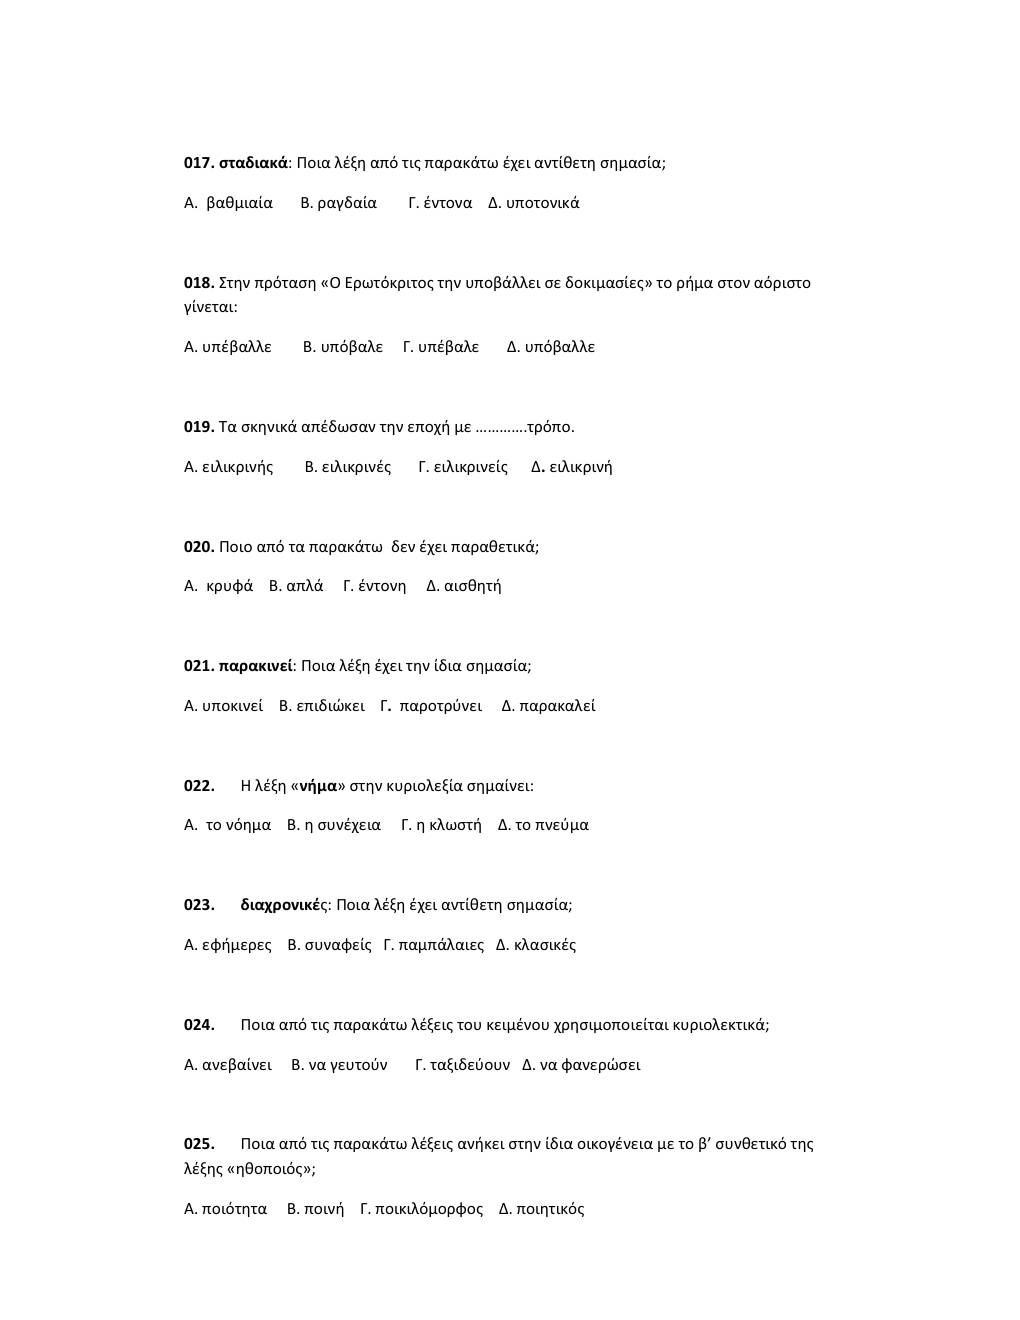 017. σταδιακά: Ποια λέξη από τις παρακάτω έχει αντίθετη σημασία;
Α. βαθμιαία Β. ραγδαία Γ. έντονα Δ. υποτονικά
018. Στην πρόταση «Ο Ερωτόκριτος την υποβάλλει σε δοκιμασίες» το ρήμα στον αόριστο
γίνεται:
Α. υπέβαλλε Β. υπόβαλε Γ. υπέβαλε Δ. υπόβαλλε
019. Τα σκηνικά απέδωσαν την εποχή με ………….τρόπο.
Α. ειλικρινής Β. ειλικρινές Γ. ειλικρινείς Δ. ειλικρινή
020. Ποιο από τα παρακάτω δεν έχει παραθετικά;
Α. κρυφά Β. απλά Γ. έντονη Δ. αισθητή
021. παρακινεί: Ποια λέξη έχει την ίδια σημασία;
Α. υποκινεί Β. επιδιώκει Γ. παροτρύνει Δ. παρακαλεί
022. Η λέξη «νήμα» στην κυριολεξία σημαίνει:
Α. το νόημα Β. η συνέχεια Γ. η κλωστή Δ. το πνεύμα
023. διαχρονικές: Ποια λέξη έχει αντίθετη σημασία;
Α. εφήμερες Β. συναφείς Γ. παμπάλαιες Δ. κλασικές
024. Ποια από τις παρακάτω λέξεις του κειμένου χρησιμοποιείται κυριολεκτικά;
Α. ανεβαίνει Β. να γευτούν Γ. ταξιδεύουν Δ. να φανερώσει
025. Ποια από τις παρακάτω λέξεις ανήκει στην ίδια οικογένεια με το β’ συνθετικό της
λέξης «ηθοποιός»;
Α. ποιότητα Β. ποινή Γ. ποικιλόμορφος Δ. ποιητικός